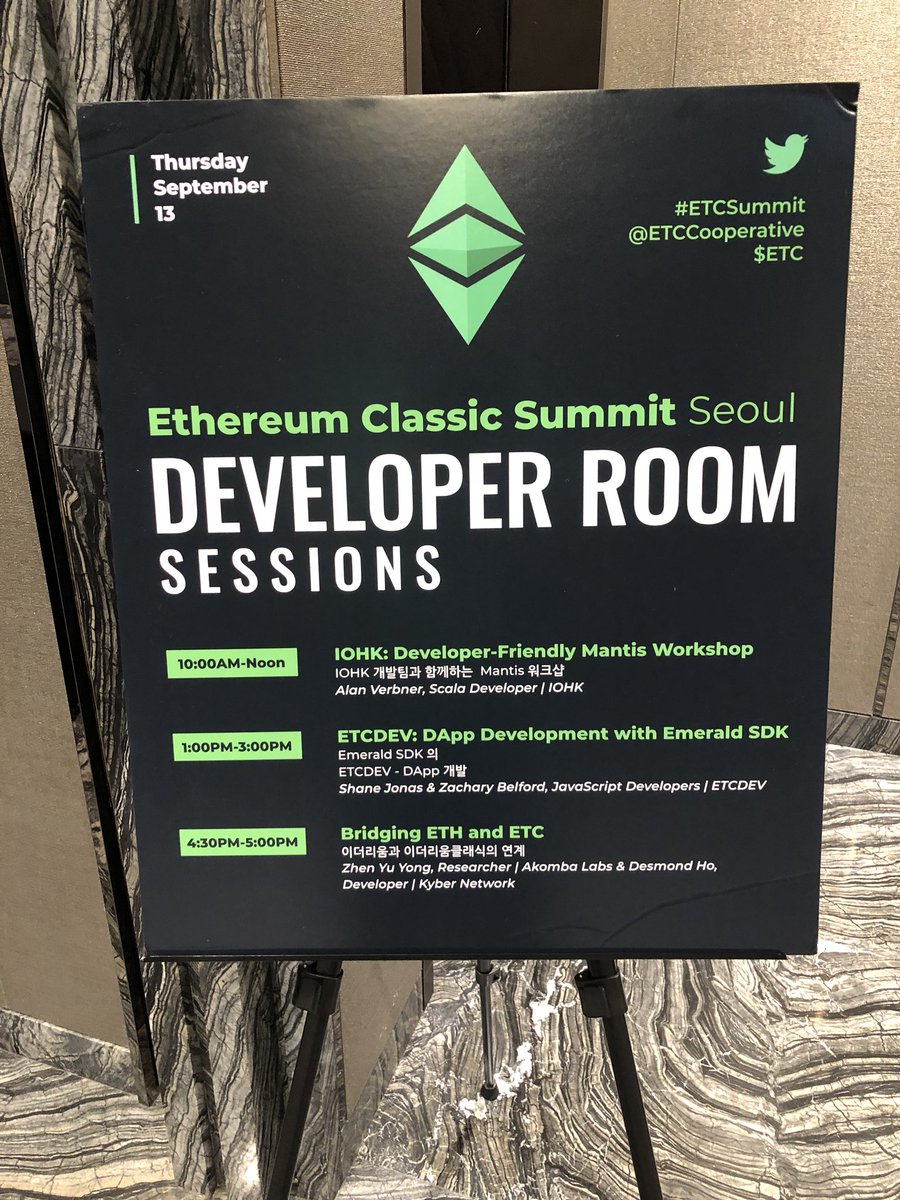 Thursday
September
13
#ETCSummit
@ETCCooperative
$ETC
Ethereum Classic Summit Seoul
DEVELOPER ROOM
SESSIONS
10:00AM-Noon
IOHK: Developer-Friendly Mantis Workshop
IOHK 개발팀과 함께하는 Mantis 워크샵
Alan Verbner, Scala Developer | IOHK
1:00PM-3:00PM
ETCDEV: DApp Development with Emerald SDK
Emerald SDK 의
ETCDEV - DApp 개발
Shane Jonas & Zachary Belford, JavaScript Developers | ETCDEV
4:30PM-5:00PM
Bridging ETH and ETC
이더리움과 이더리움클래식의 연계
Zhen Yu Yong, Researcher | Akomba Labs & Desmond Ho,
Developer | Kyber Network